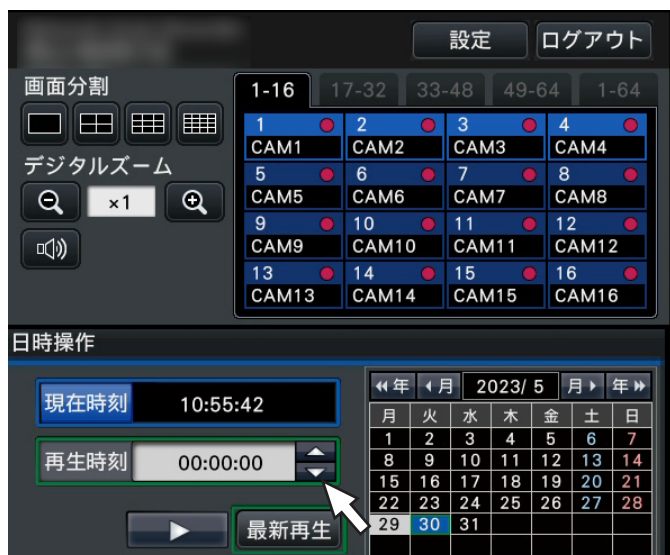 設定 ログアウト
画面分割
1-16 17-32 33-48 49-64 1-64
1 2 3 4
CAM1 CAM2 CAM3 CAM4
デジタルズーム
5 6 7 8
CAM5 CAM6 CAM7 CAM8
×1
9 10 11 12
CAM9 CAM10 CAM11 CAM12
13 14 15 16
CAM13 CAM14 CAM15 CAM16
日時操作
年 月 2023/ 5 月 年
現在時刻 10:55:42
月 火 水 木 金 土 日
1 2 3 4 5 6 7
再生時刻 00:00:00
8 9 10 11 12 13 14
15 16 17 18 19 20 21
22 23 24 25 26 27 28
最新再生
29 30 31